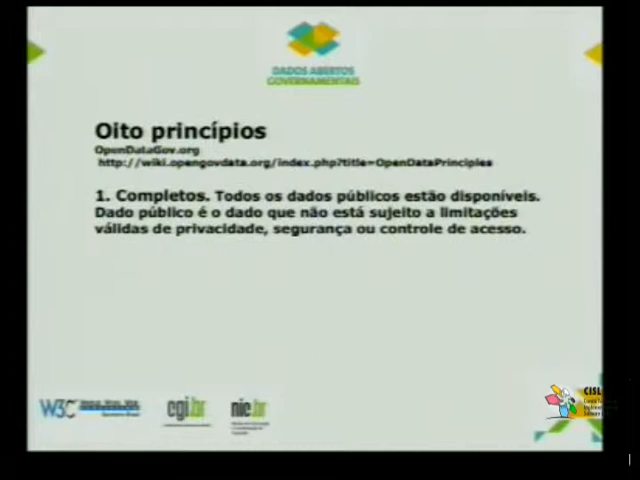 DADOS ABERTOS
GOVERNAMENTAIS
Oito princípios
OpenDataGov.org
http://wiki.opengovdata.org/index.php?title=OpenDataPrinciples
1. Completos. Todos os dados públicos estão disponíveis.
Dado público é o dado que não está sujeito a limitações
válidas de privacidade, segurança ou controle de acesso.
W3C
cgi.br
nic.br
CISL